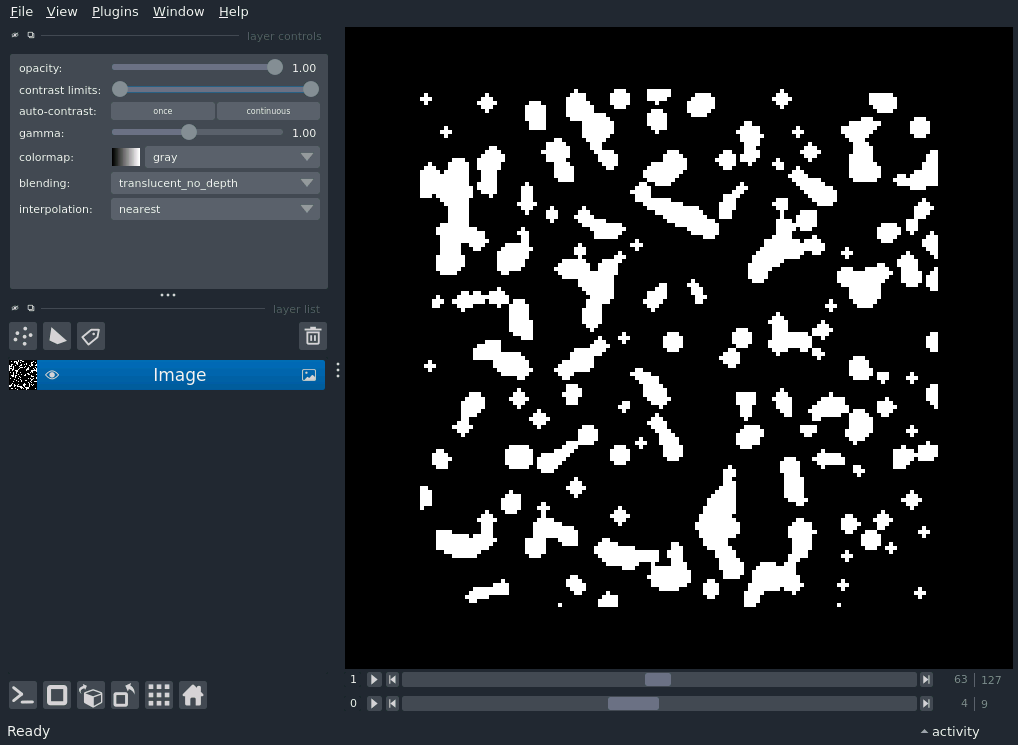 File View Plugins Window Help
layer controls
opacity: 1.00
contrast limits:
auto-contrast: once continuous
gamma: 1.00
colormap: gray
blending: translucent_no_depth
interpolation: nearest
layer list
Image
1 63 127
0 4 9
Ready activity